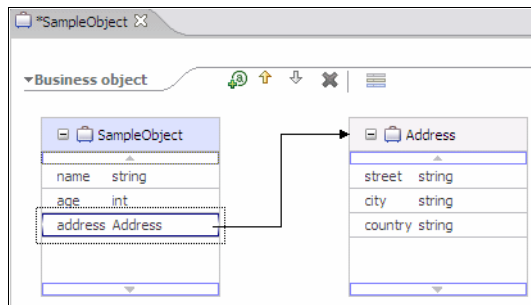 *SampleObject
Business object
SampleObject
name string
age int
address Address
Address
street string
city string
country string